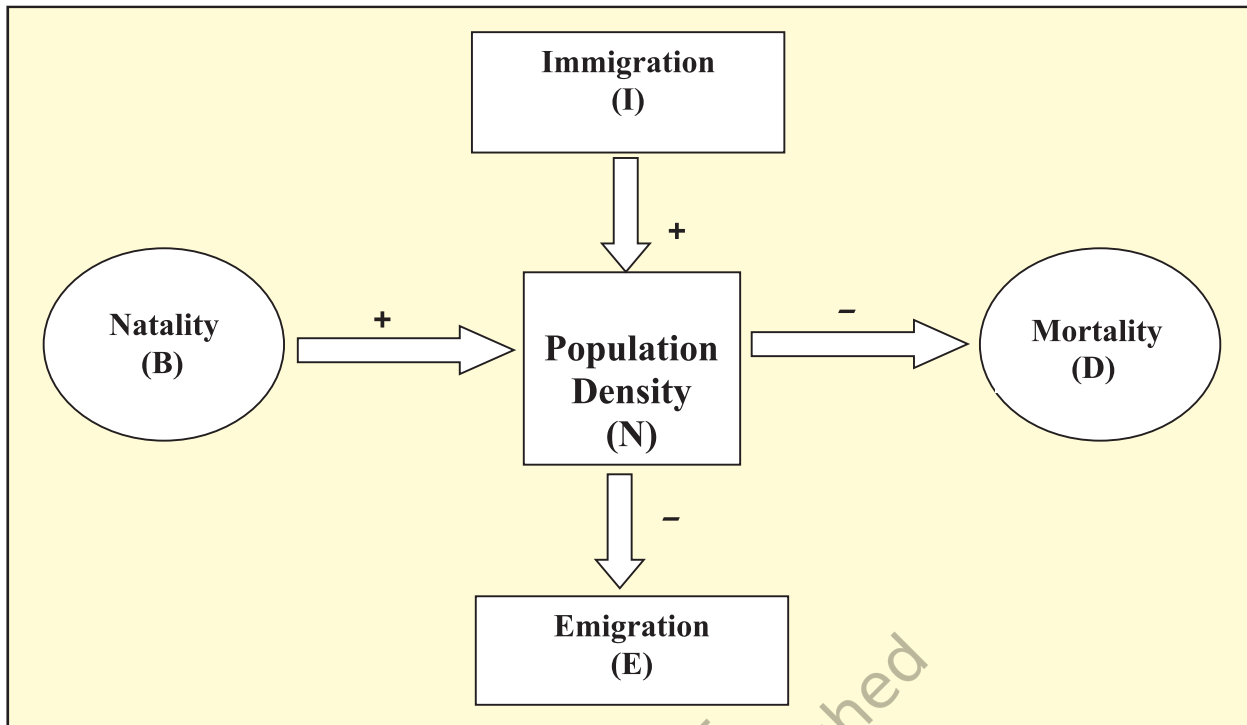 Immigration
(I)
+
Natality
(B)
+
Population
Density
(N)
–
Mortality
(D)
–
Emigration
(E)